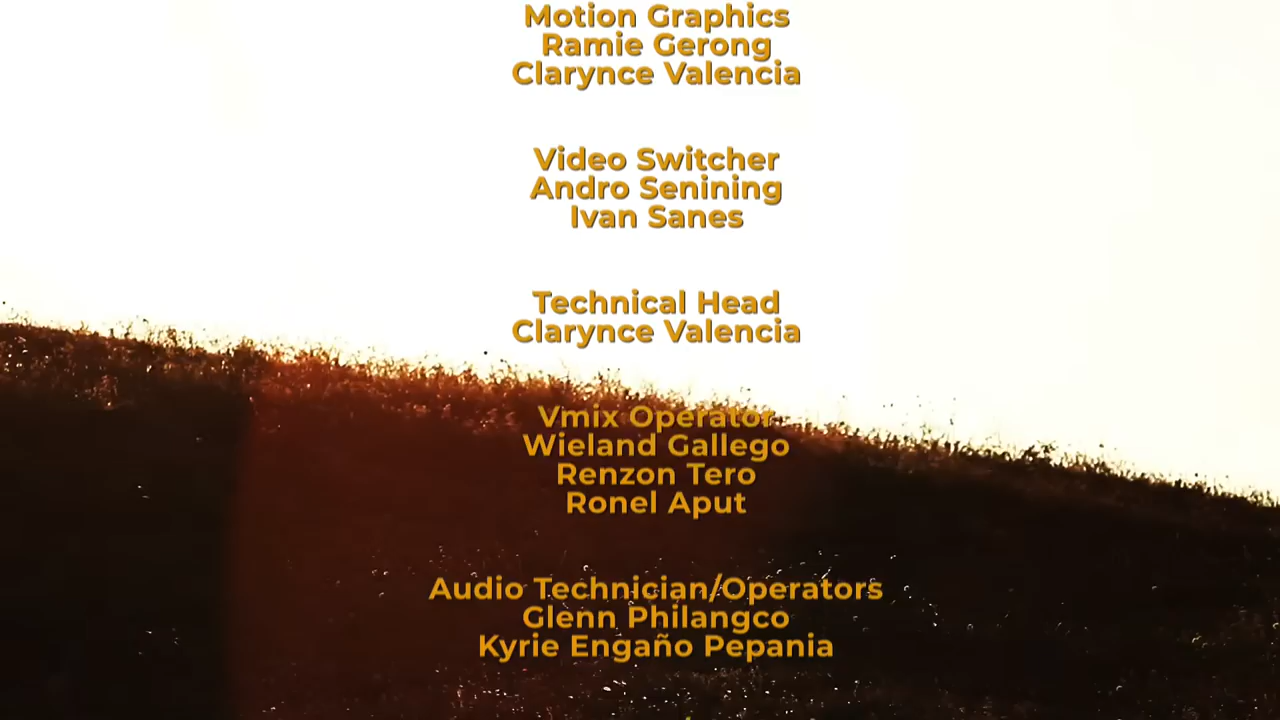 Motion Graphics
Ramie Gerong
Clarynce Valencia
Video Switcher
Andro Senining
Ivan Sanes
Technical Head
Clarynce Valencia
Vmix Operator
Wieland Gallego
Renzon Tero
Ronel Aput
Audio Technician/Operators
Glenn Philangco
Kyrie Engaño Pepania